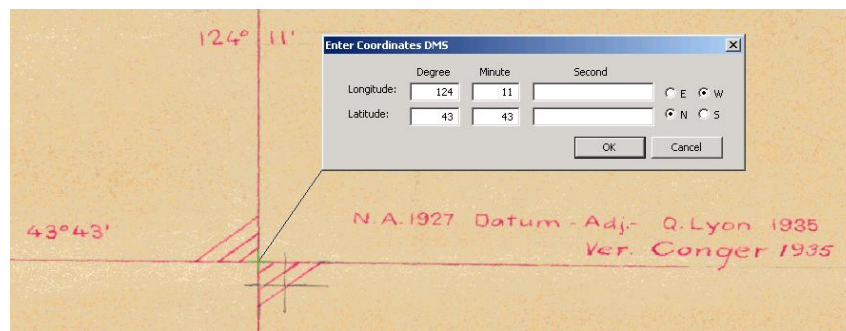 124° 11'
Enter Coordinates DMS
Degree Minute Second
Longitude: 124 11 E W
Latitude: 43 43 N S
OK Cancel
43°43'
N.A. 1927 Datum - Adj.- Q. Lyon 1935
Ver. Conger 1935